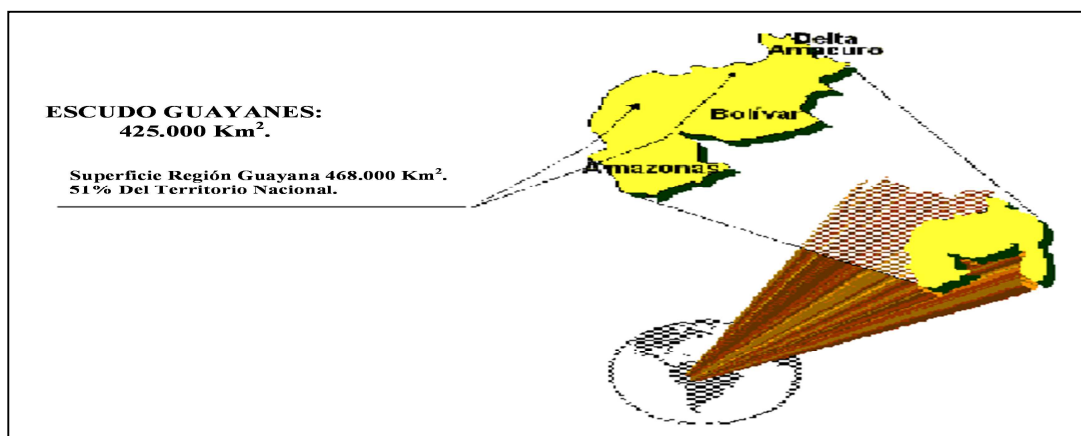 Delta
Amacuro
ESCUDO GUAYANES:
425.000 Km².
Bolívar
Superficie Región Guayana 468.000 Km².
51% Del Territorio Nacional.
Amazonas